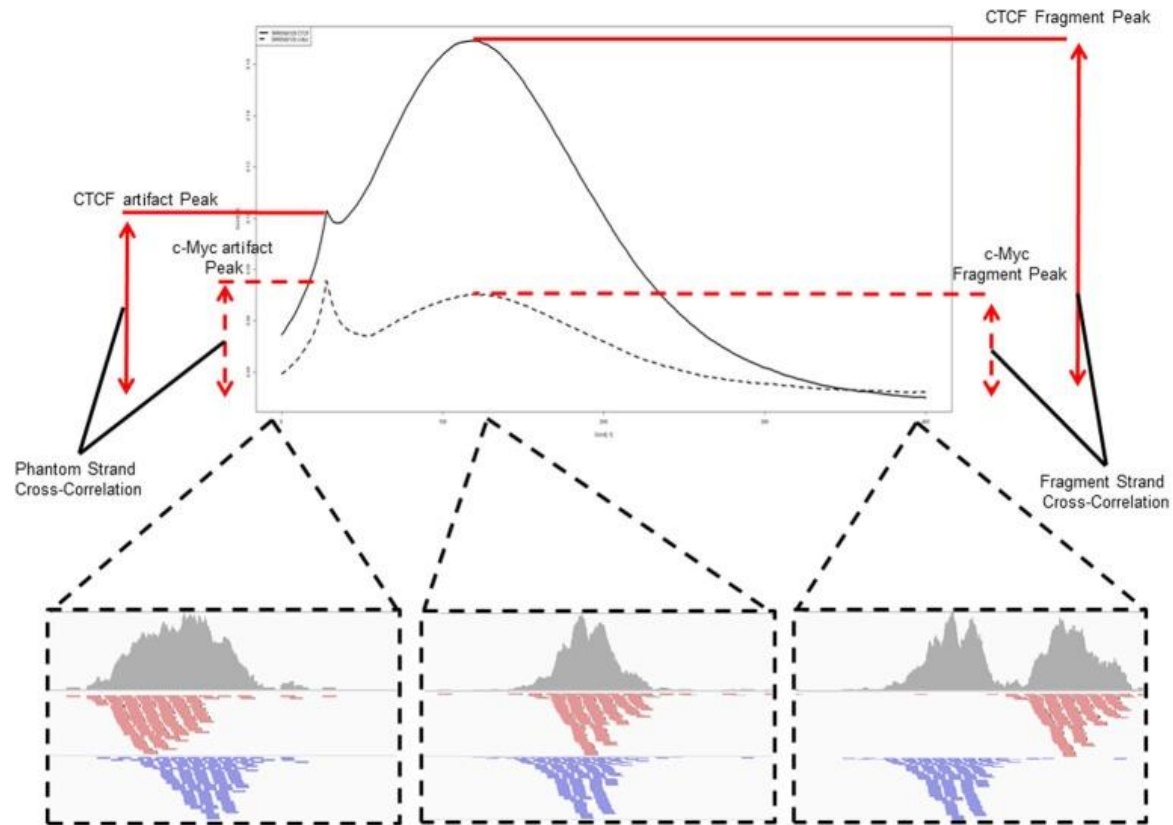 CTCF Fragment Peak
CTCF artifact Peak
c-Myc artifact
Peak
c-Myc
Fragment Peak
Phantom Strand
Cross-Correlation
Fragment Strand
Cross-Correlation